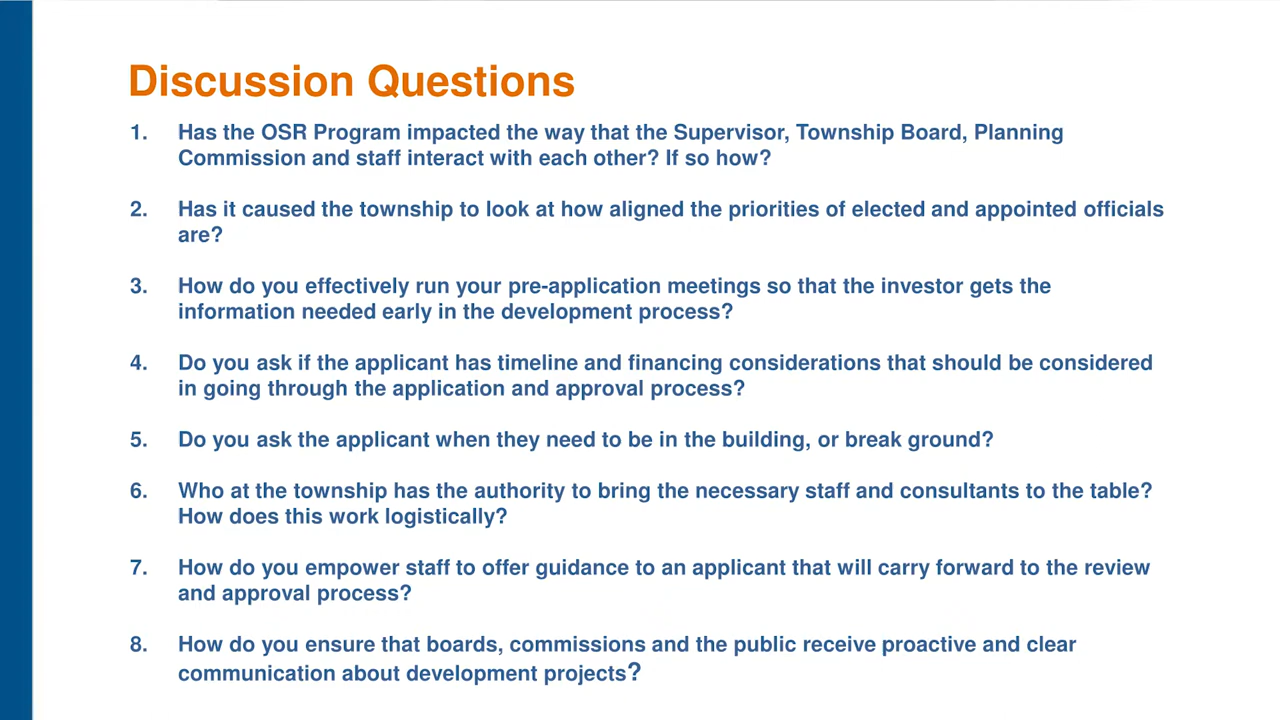 Discussion Questions
1. Has the OSR Program impacted the way that the Supervisor, Township Board, Planning
Commission and staff interact with each other? If so how?
2. Has it caused the township to look at how aligned the priorities of elected and appointed officials
are?
3. How do you effectively run your pre-application meetings so that the investor gets the
information needed early in the development process?
4. Do you ask if the applicant has timeline and financing considerations that should be considered
in going through the application and approval process?
5. Do you ask the applicant when they need to be in the building, or break ground?
6. Who at the township has the authority to bring the necessary staff and consultants to the table?
How does this work logistically?
7. How do you empower staff to offer guidance to an applicant that will carry forward to the review
and approval process?
8. How do you ensure that boards, commissions and the public receive proactive and clear
communication about development projects?